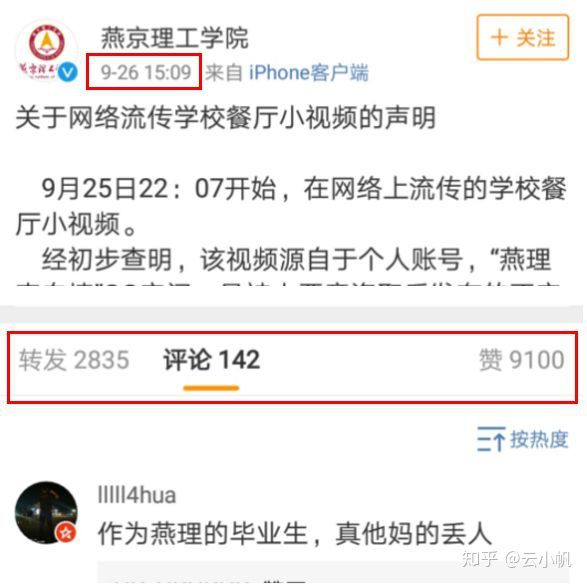 燕京理工学院
+ 关注
9-26 15:09 来自 iPhone客户端
关于网络流传学校餐厅小视频的声明
9月25日22：07开始，在网络上流传的学校餐
厅小视频。
经初步查明，该视频源自于个人账号，“燕理
转发 2835 评论 142 赞 9100
按热度
lllll4hua
作为燕理的毕业生，真他妈的丢人
知乎 @云小帆